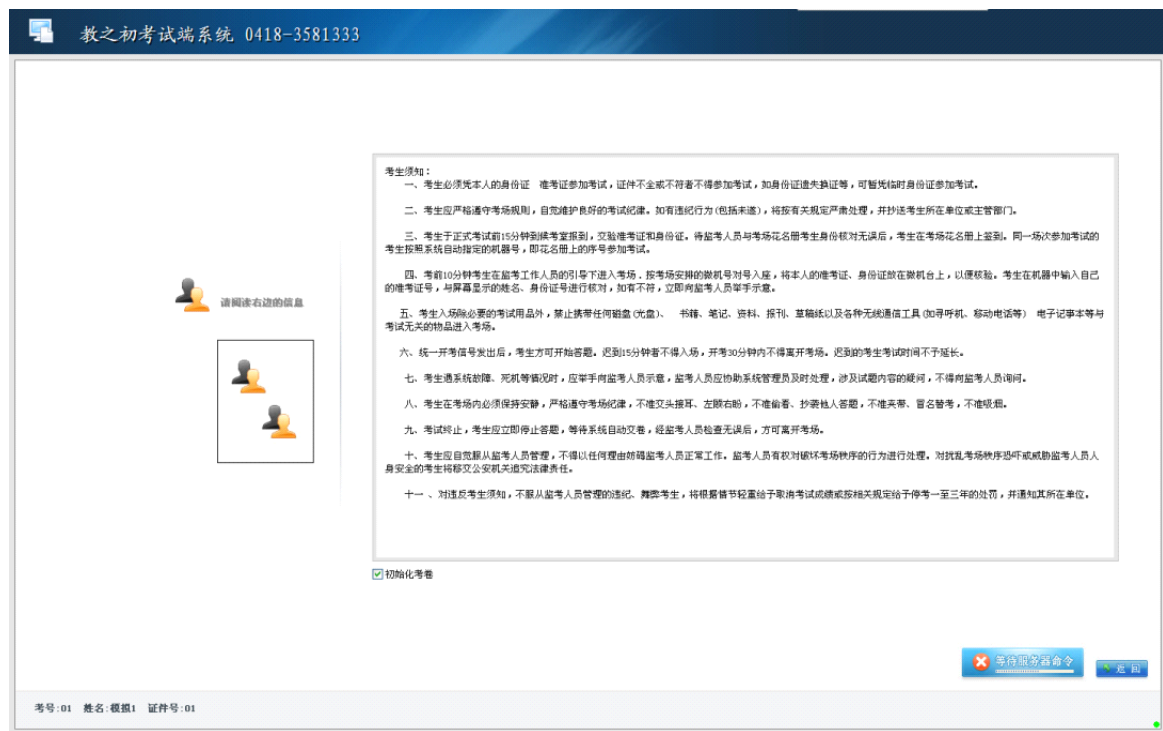 教之初考试端系统 0418-3581333
考生须知：
一、考生必须凭本人的身份证　准考证参加考试，证件不全或不符者不得参加考试，如身份证遗失换证等，可暂凭临时身份证参加考试。
二、考生应严格遵守考场规则，自觉维护良好的考试纪律。如有违纪行为(包括未遂)，将按有关规定严肃处理，并抄送考生所在单位或主管部门。
三、考生于正式考试前15分钟到候考室报到，交验准考证和身份证。待监考人员与考场花名册考生身份核对无误后，考生在考场花名册上签到。同一场次参加考试的
考生按照系统自动指定的机器号，即花名册上的序号参加考试。
四、考前10分钟考生在监考工作人员的引导下进入考场．按考场安排的微机号对号入座，将本人的准考证、身份证放在微机台上，以便核验。考生在机器中输入自己
的准考证号，与屏幕显示的姓名、身份证号进行核对，如有不符，立即向监考人员举手示意。
请阅读右边的信息
五、考生入场除必要的考试用品外，禁止携带任何磁盘(光盘)、　书籍、笔记、资料、报刊、草稿纸以及各种无线通信工具(如寻呼机、移动电话等)　电子记事本等与
考试无关的物品进入考场。
六、统一开考信号发出后，考生方可开始答题。迟到15分钟者不得入场，开考30分钟内不得离开考场。迟到的考生考试时间不予延长。
七、考生遇系统故障、死机等情况时，应举手向监考人员示意，监考人员应协助系统管理员及时处理，涉及试题内容的疑问，不得向监考人员询问。
八、考生在考场内必须保持安静，严格遵守考场纪律，不准交头接耳、左顾右盼，不准偷看、抄袭他人答题，不准夹带、冒名替考，不准吸烟。
九、考试终止，考生应立即停止答题，等待系统自动交卷，经监考人员检查无误后，方可离开考场。
十、考生应自觉服从监考人员管理，不得以任何理由妨碍监考人员正常工作。监考人员有权对破坏考场秩序的行为进行处理。对扰乱考场秩序恐吓或威胁监考人员人
身安全的考生将移交公安机关追究法律责任。
十一 、对违反考生须知，不服从监考人员管理的违纪、舞弊考生，将根据情节轻重给于取消考试成绩或按相关规定给于停考一至三年的处罚，并通知其所在单位。
初始化考卷
等待服务器命令
返 回
考号:01 姓名:模拟1 证件号:01